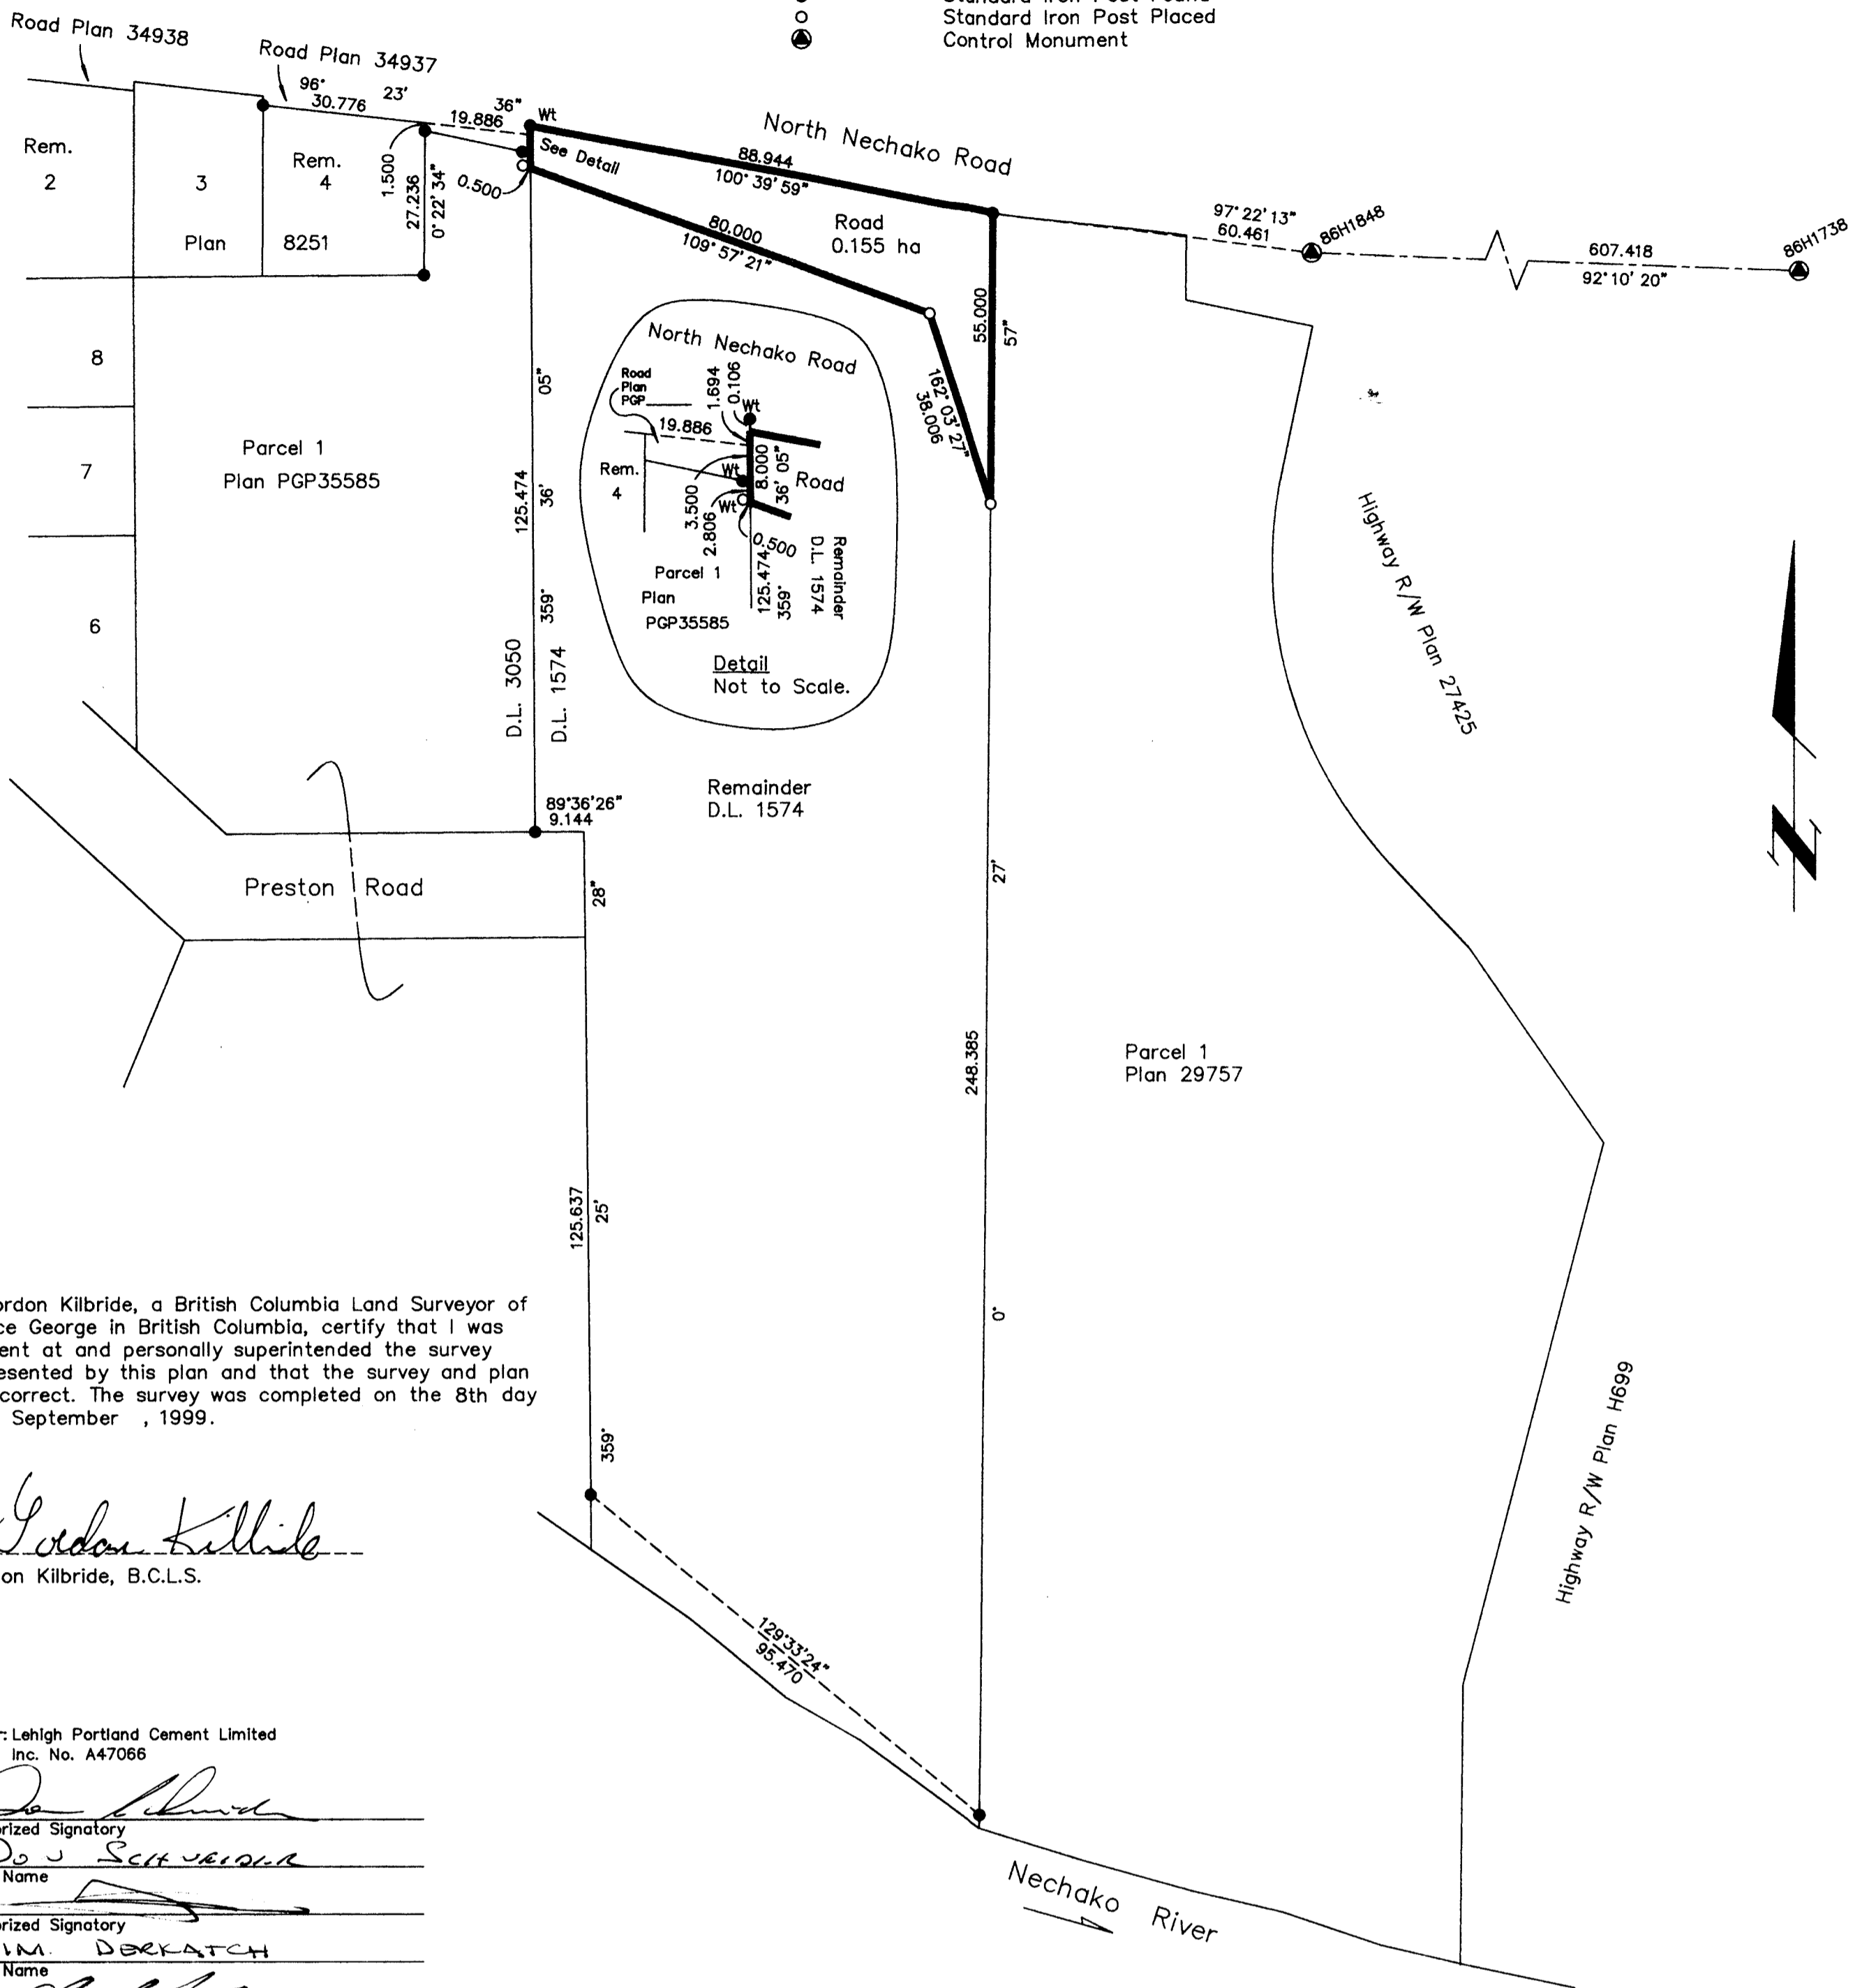 Standard Iron Post Placed
Control Monument
Road Plan 34938
Road Plan 34937
96° 23' 36"
30.776
19.886
Wt
North Nechako Road
88.944
100° 39' 59"
See Detail
Rem.
2
3
Rem.
4
Plan 8251
1.500
27.236
0° 22' 34"
0.500
80.000
109° 57' 21"
Road
0.155 ha
97° 22' 13"
60.461
86H1848
607.418
92° 10' 20"
86H1738
55.000
57"
162° 03' 27"
38.006
8
7
6
Parcel 1
Plan PGP35585
05"
125.474
36'
359°
D.L. 3050
D.L. 1574
North Nechako Road
Road
Plan
PGP
1.694
0.106
Wt
19.886
Rem.
4
Wt
8.000
36' 05"
Road
3.500
2.806
Wt
0.500
125.474
359°
Remainder
D.L. 1574
Parcel 1
Plan
PGP35585
Detail
Not to Scale.
Highway R/W Plan 27425
N
89°36'26"
9.144
Remainder
D.L. 1574
Preston Road
28"
27'
248.385
Parcel 1
Plan 29757
125.637
25'
0°
359°
ordon Kilbride, a British Columbia Land Surveyor of
ce George in British Columbia, certify that I was
ent at and personally superintended the survey
esented by this plan and that the survey and plan
correct. The survey was completed on the 8th day
September , 1999.
Gordon Kilbride
on Kilbride, B.C.L.S.
129°33'24"
95.470
Highway R/W Plan H699
r: Lehigh Portland Cement Limited
Inc. No. A47066
rized Signatory
Name
rized Signatory
IM. DERKATCH
Name
Nechako River